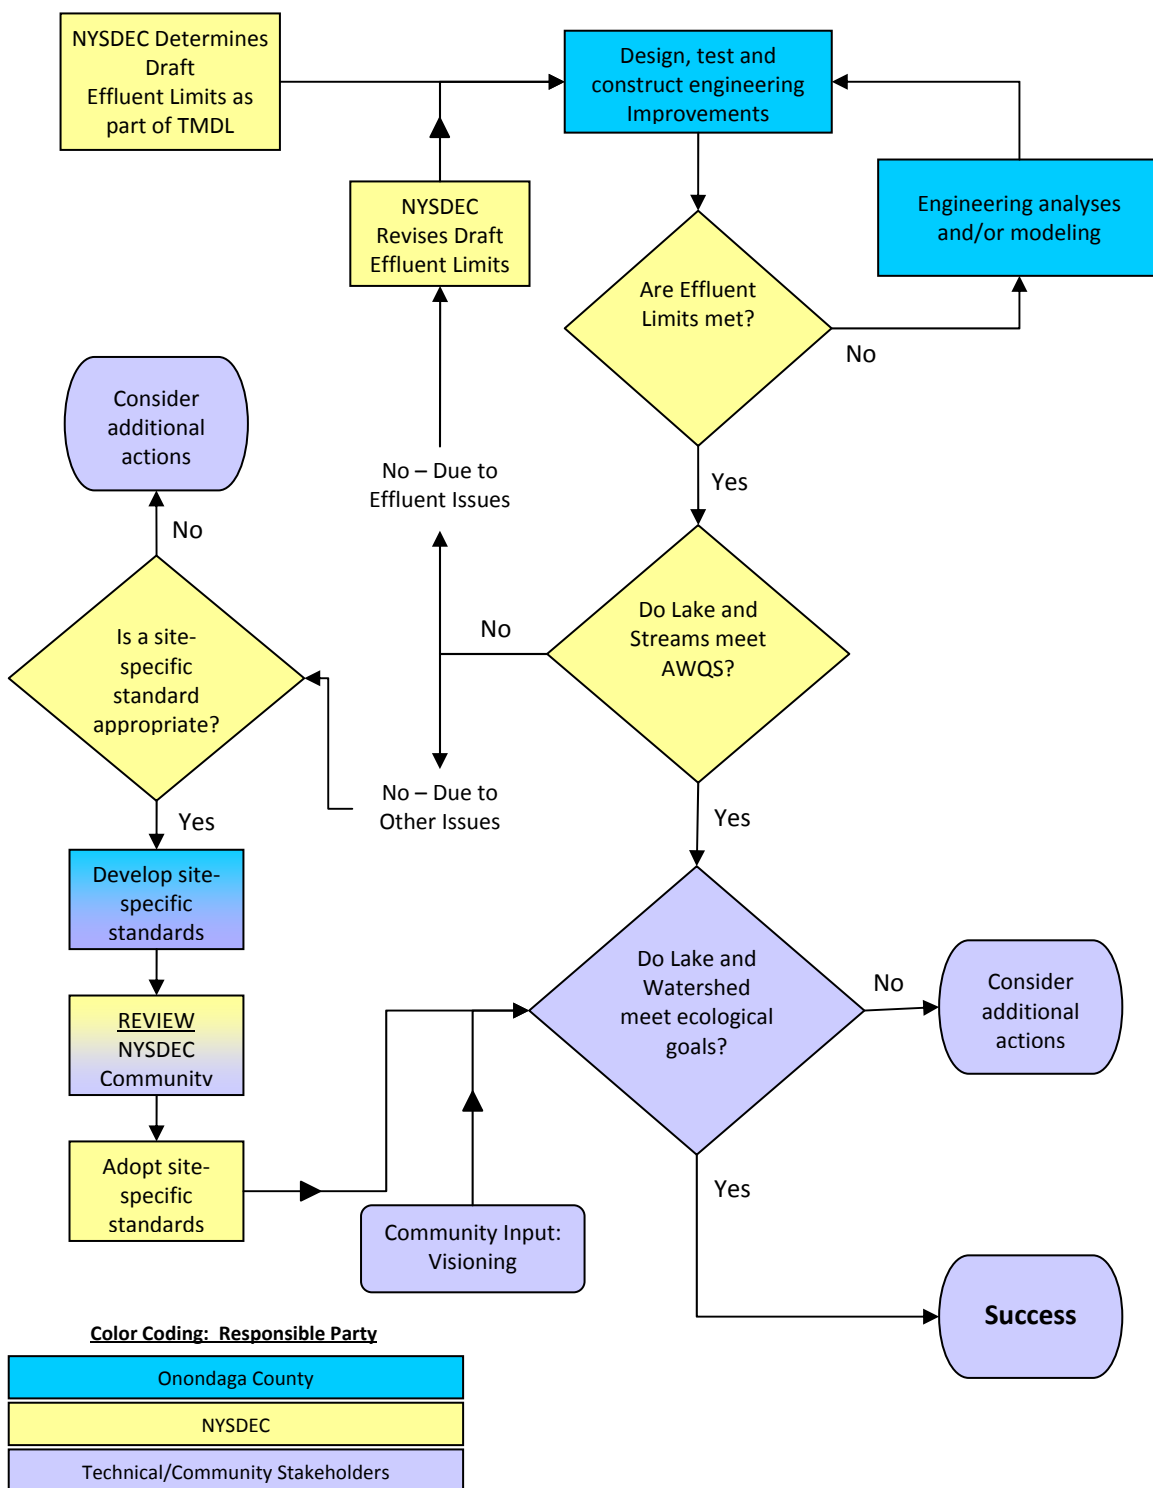 NYSDEC Determines
Draft
Effluent Limits as
part of TMDL
Design, test and
construct engineering
Improvements
NYSDEC
Revises Draft
Effluent Limits
Engineering analyses
and/or modeling
Are Effluent
Limits met?
No
Consider
additional
actions
Yes
No – Due to
Effluent Issues
No
Is a site-
specific
standard
appropriate?
No
Do Lake and
Streams meet
AWQS?
No – Due to
Other Issues
Yes
Yes
Develop site-
specific
standards
Do Lake and
Watershed
meet ecological
goals?
No
Consider
additional
actions
REVIEW
NYSDEC
Community
Adopt site-
specific
standards
Yes
Community Input:
Visioning
Success
Color Coding: Responsible Party
Onondaga County
NYSDEC
Technical/Community Stakeholders